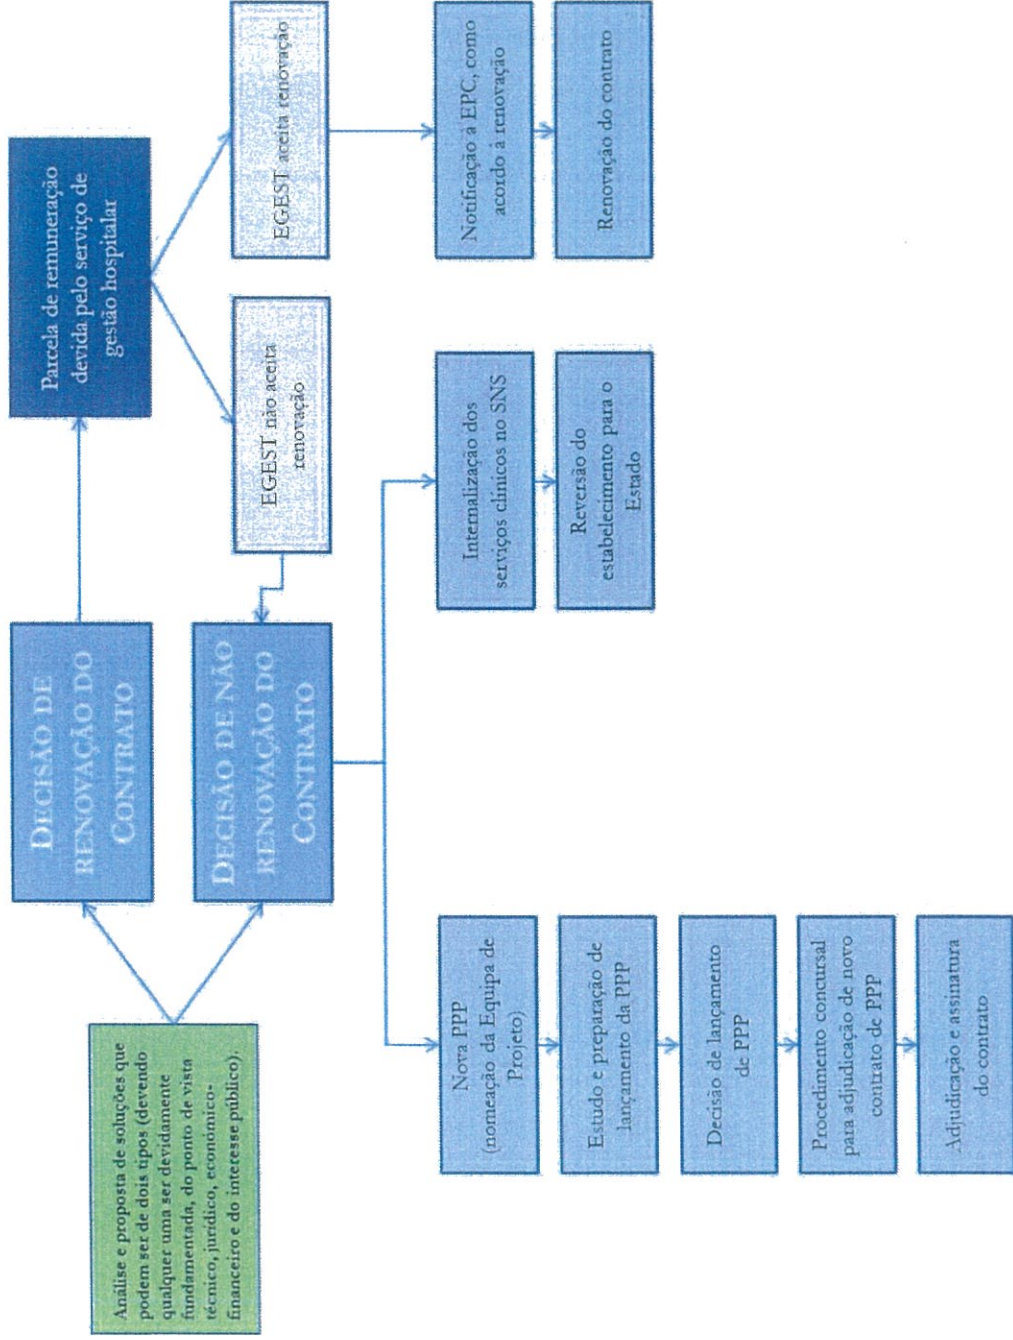 Análise e proposta de soluções que
podem ser de dois tipos (devendo
qualquer uma ser devidamente
fundamentada, do ponto de vista
técnico, jurídico, económico-
financeiro e do interesse público).
DECISÃO DE
RENOVAÇÃO DO
CONTRATO
DECISÃO DE NÃO
RENOVAÇÃO DO
CONTRATO
Parcela de remuneração
devida pelo serviço de
gestão hospitalar
EGEST não aceita
renovação
EGEST aceita renovação
Nova PPP
(nomeação da Equipa de
Projeto)
Estudo e preparação de
lançamento da PPP
Decisão de lançamento
de PPP
Procedimento concursal
para adjudicação de novo
contrato de PPP
Adjudicação e assinatura
do contrato
Internalização dos
serviços clínicos no SNS
Reversão do
estabelecimento para o
Estado
Notificação à EPC, como
acordo à renovação
Renovação do contrato